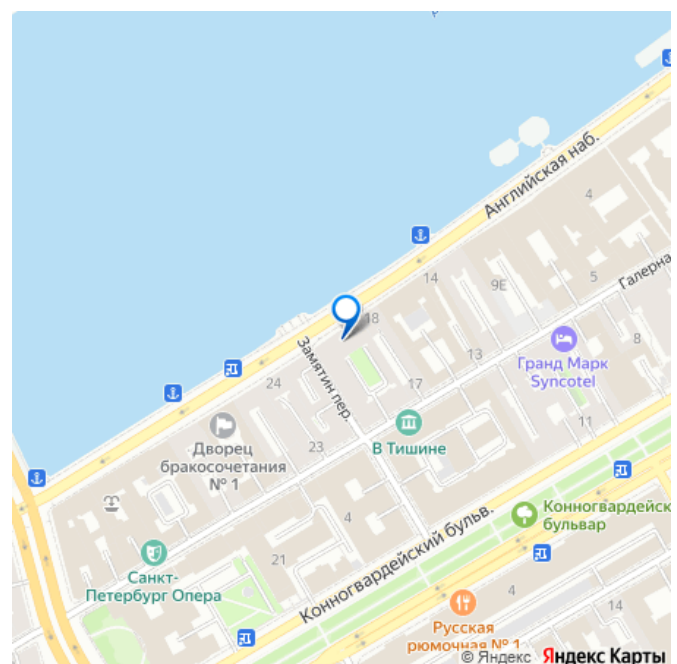 Английская наб.
4
14
9Е
5
Галерна
18
Замятин пер.
8
Гранд Марк
Syncotel
13
24
17
11
В Тишине
Дворец
бракосочетания
№ 1
23
Конногвардейск
бульвар
4
Конногвардейский бульв.
21
Санкт-
Петербург Опера
4
14
Русская
рюмочная № 1
© Яндекс Яндекс Карты